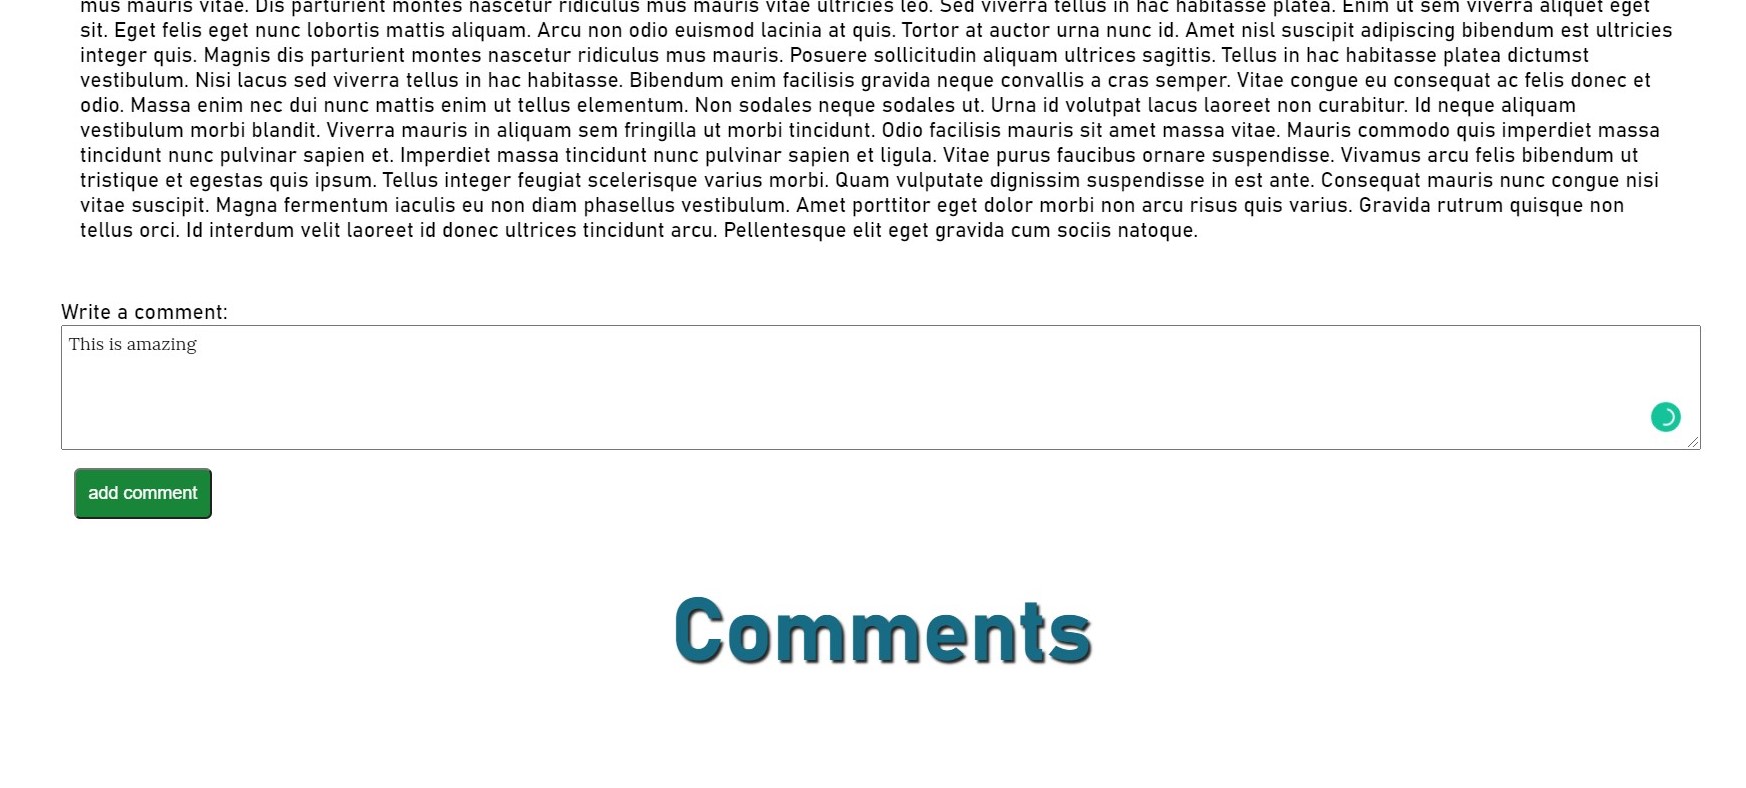 mus mauris vitae. Dis parturient montes nascetur ridiculus mus mauris vitae ultricies leo. Sed viverra tellus in hac habitasse platea. Enim ut sem viverra aliquet eget
sit. Eget felis eget nunc lobortis mattis aliquam. Arcu non odio euismod lacinia at quis. Tortor at auctor urna nunc id. Amet nisl suscipit adipiscing bibendum est ultricies
integer quis. Magnis dis parturient montes nascetur ridiculus mus mauris. Posuere sollicitudin aliquam ultrices sagittis. Tellus in hac habitasse platea dictumst
vestibulum. Nisi lacus sed viverra tellus in hac habitasse. Bibendum enim facilisis gravida neque convallis a cras semper. Vitae congue eu consequat ac felis donec et
odio. Massa enim nec dui nunc mattis enim ut tellus elementum. Non sodales neque sodales ut. Urna id volutpat lacus laoreet non curabitur. Id neque aliquam
vestibulum morbi blandit. Viverra mauris in aliquam sem fringilla ut morbi tincidunt. Odio facilisis mauris sit amet massa vitae. Mauris commodo quis imperdiet massa
tincidunt nunc pulvinar sapien et. Imperdiet massa tincidunt nunc pulvinar sapien et ligula. Vitae purus faucibus ornare suspendisse. Vivamus arcu felis bibendum ut
tristique et egestas quis ipsum. Tellus integer feugiat scelerisque varius morbi. Quam vulputate dignissim suspendisse in est ante. Consequat mauris nunc congue nisi
vitae suscipit. Magna fermentum iaculis eu non diam phasellus vestibulum. Amet porttitor eget dolor morbi non arcu risus quis varius. Gravida rutrum quisque non
tellus orci. Id interdum velit laoreet id donec ultrices tincidunt arcu. Pellentesque elit eget gravida cum sociis natoque.
Write a comment:
This is amazing
add comment
Comments